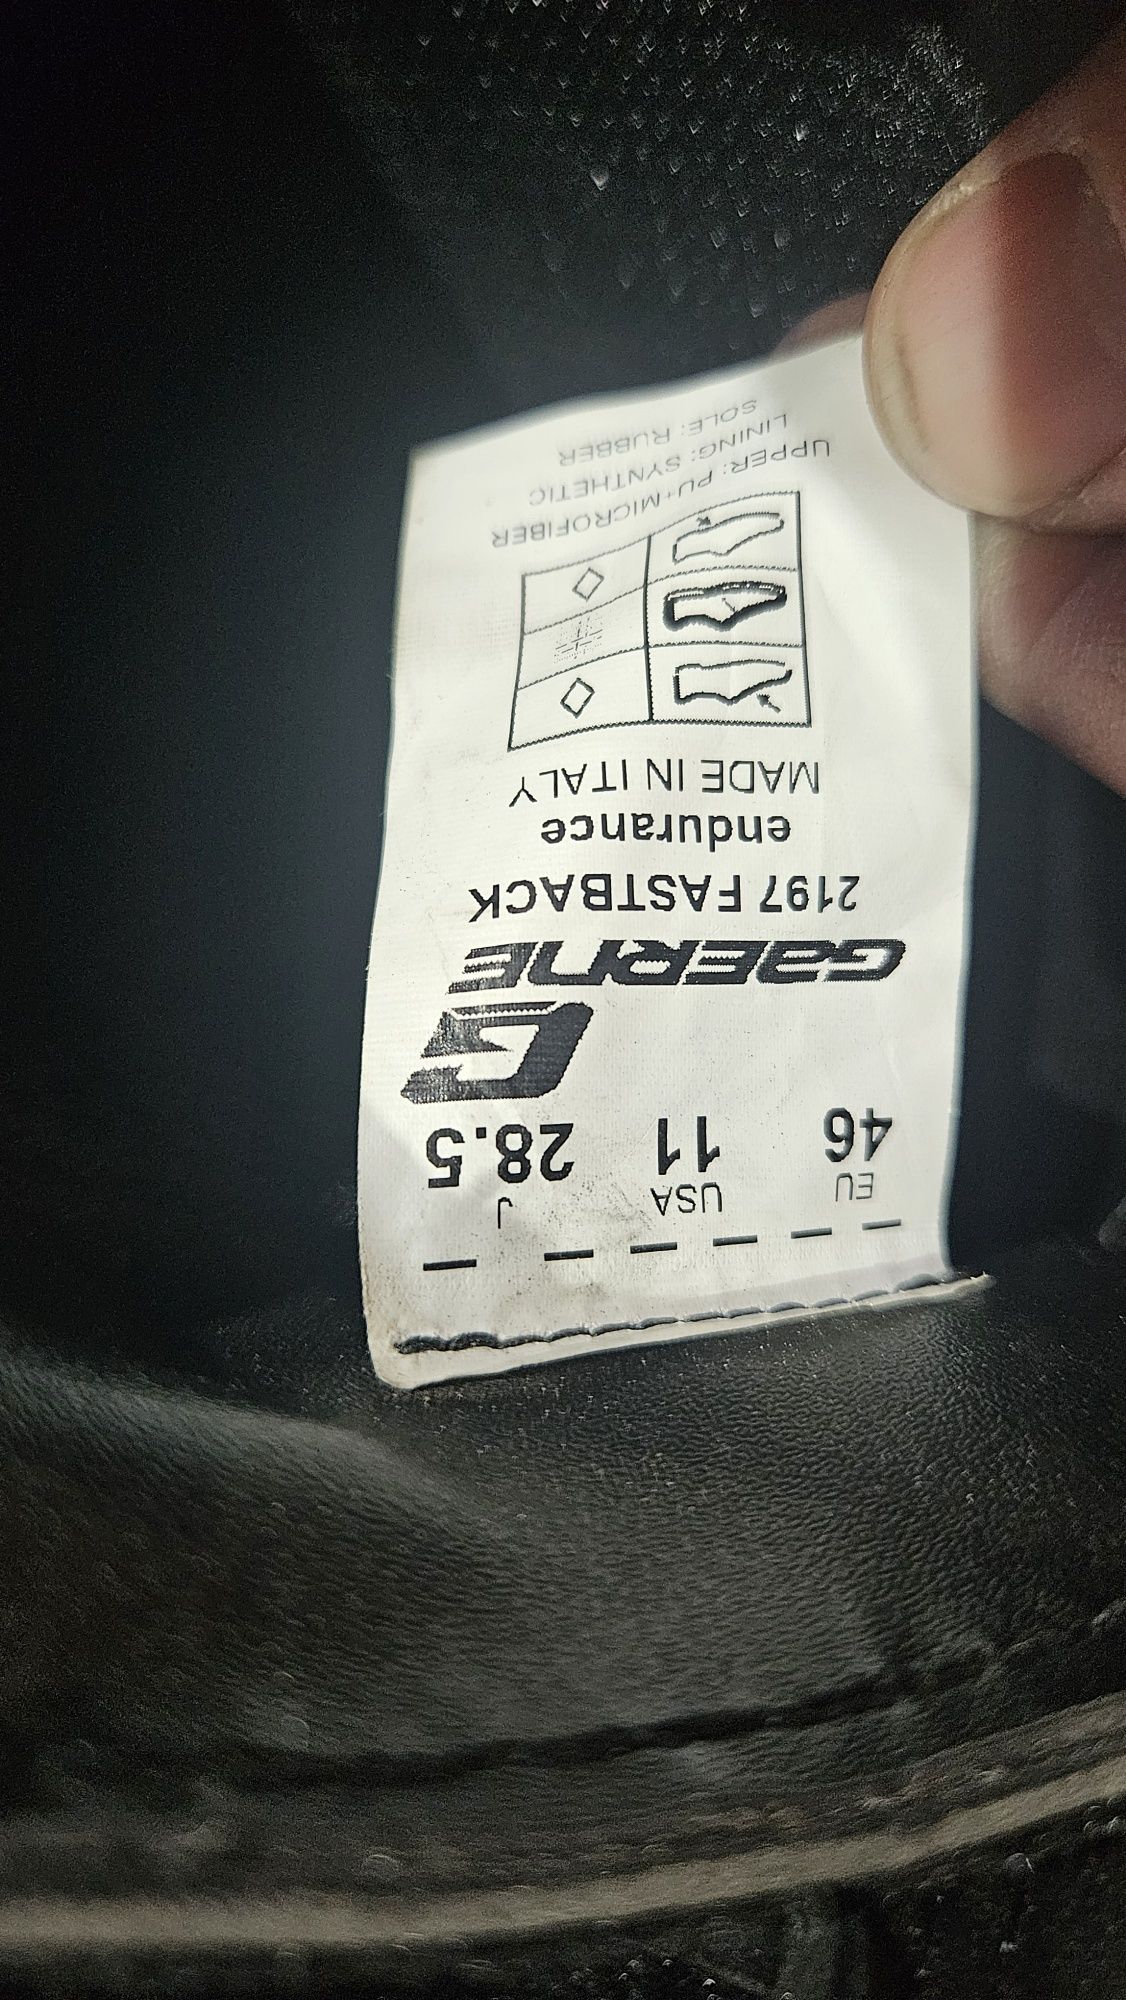 EU USA J
46 11 28.5
G
GAERNE
2197 FASTBACK
endurance
MADE IN ITALY
UPPER: PU+MICROFIBER
LINING: SYNTHETIC
SOLE: RUBBER